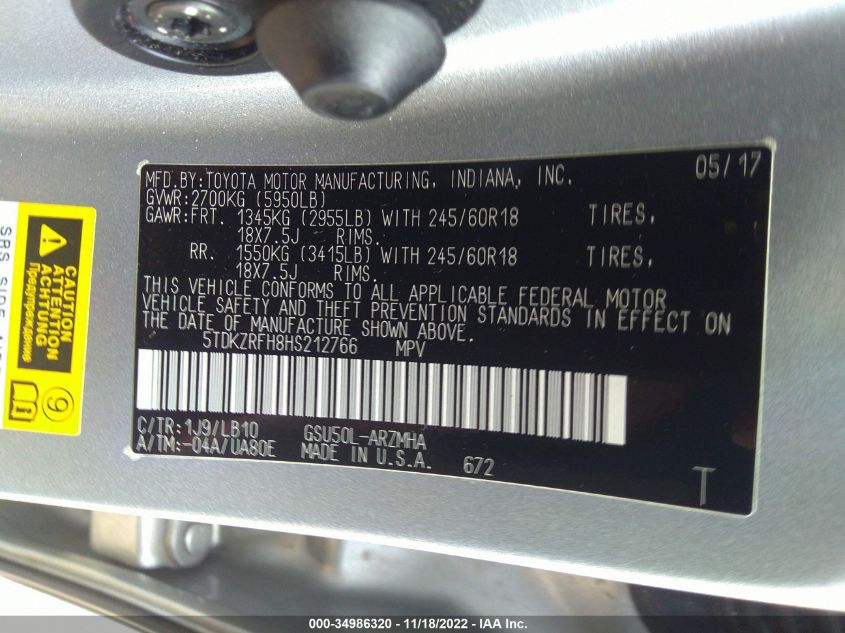 MFD.BY:TOYOTA MOTOR MANUFACTURING, INDIANA, INC. 05/17
GVWR:2700KG (5950LB)
GAWR:FRT. 1345KG (2955LB) WITH 245/60R18 TIRES,
18X7.5J RIMS.
RR. 1550KG (3415LB) WITH 245/60R18 TIRES,
18X7.5J RIMS.
THIS VEHICLE CONFORMS TO ALL APPLICABLE FEDERAL MOTOR
VEHICLE SAFETY AND THEFT PREVENTION STANDARDS IN EFFECT ON
THE DATE OF MANUFACTURE SHOWN ABOVE.
5TDKZRFH8HS212766 MPV
C/TR:1J9/LB10 GSU50L-ARZMHA
A/TM:-04A/UA80E MADE IN U.S.A. 672
T
CAUTION
ATTENTION
ACHTUNG
Предупреждение
9
SRS SIDE
000-34986320 - 11/18/2022 - IAA Inc.